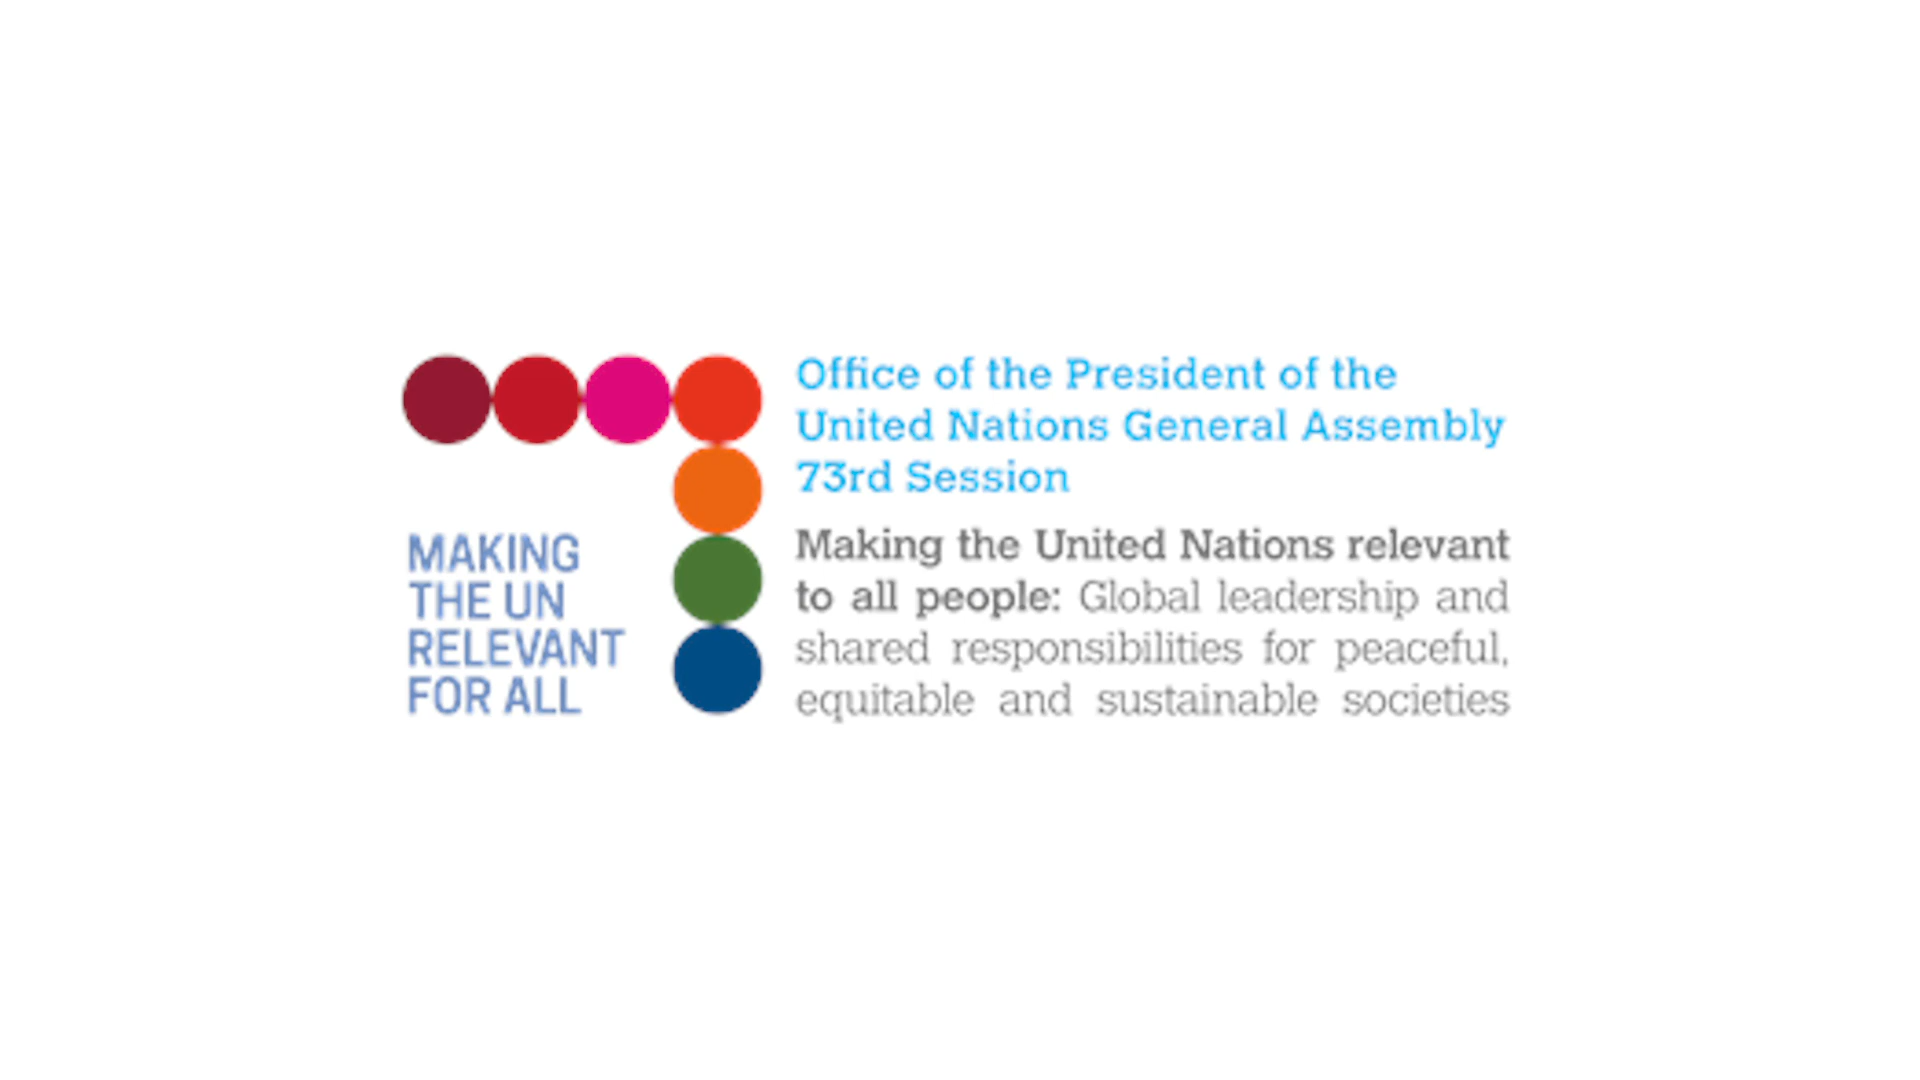 MAKING
THE UN
RELEVANT
FOR ALL
Office of the President of the
United Nations General Assembly
73rd Session
Making the United Nations relevant
to all people: Global leadership and
shared responsibilities for peaceful,
equitable and sustainable societies